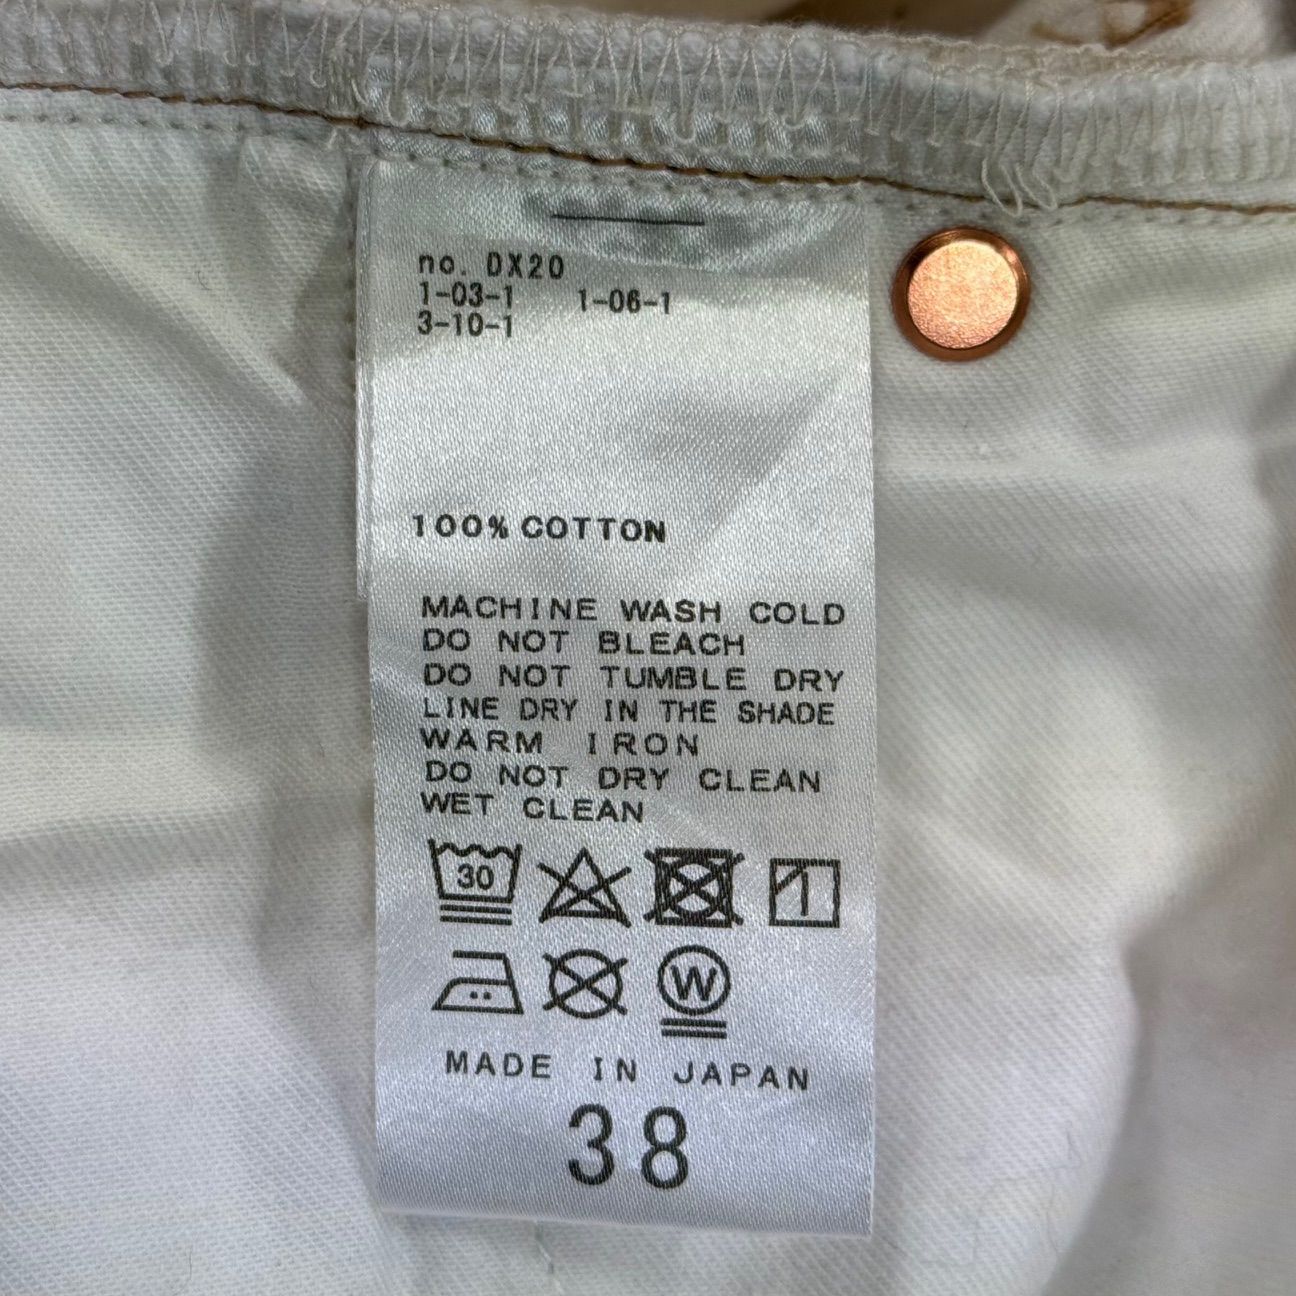 no. DX20
1-03-1 1-06-1
3-10-1
100% COTTON
MACHINE WASH COLD
DO NOT BLEACH
DO NOT TUMBLE DRY
LINE DRY IN THE SHADE
WARM IRON
DO NOT DRY CLEAN
WET CLEAN
30
W
MADE IN JAPAN
38